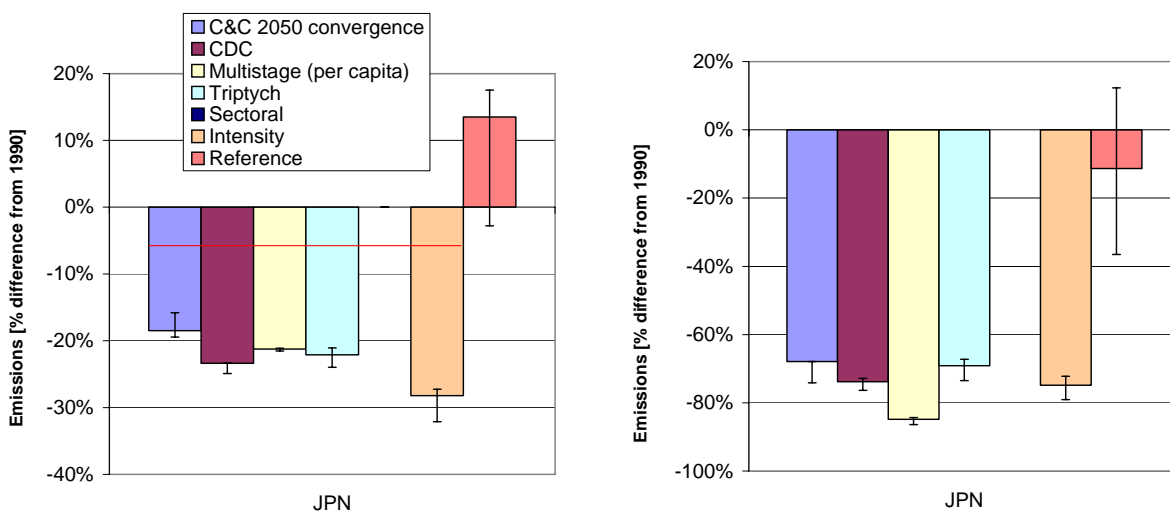 C&C 2050 convergence
CDC
Multistage (per capita)
Triptych
Sectoral
Intensity
Reference
20%
10%
0%
-10%
-20%
-30%
-40%
Emissions [% difference from 1990]
JPN
20%
0%
-20%
-40%
-60%
-80%
-100%
Emissions [% difference from 1990]
JPN